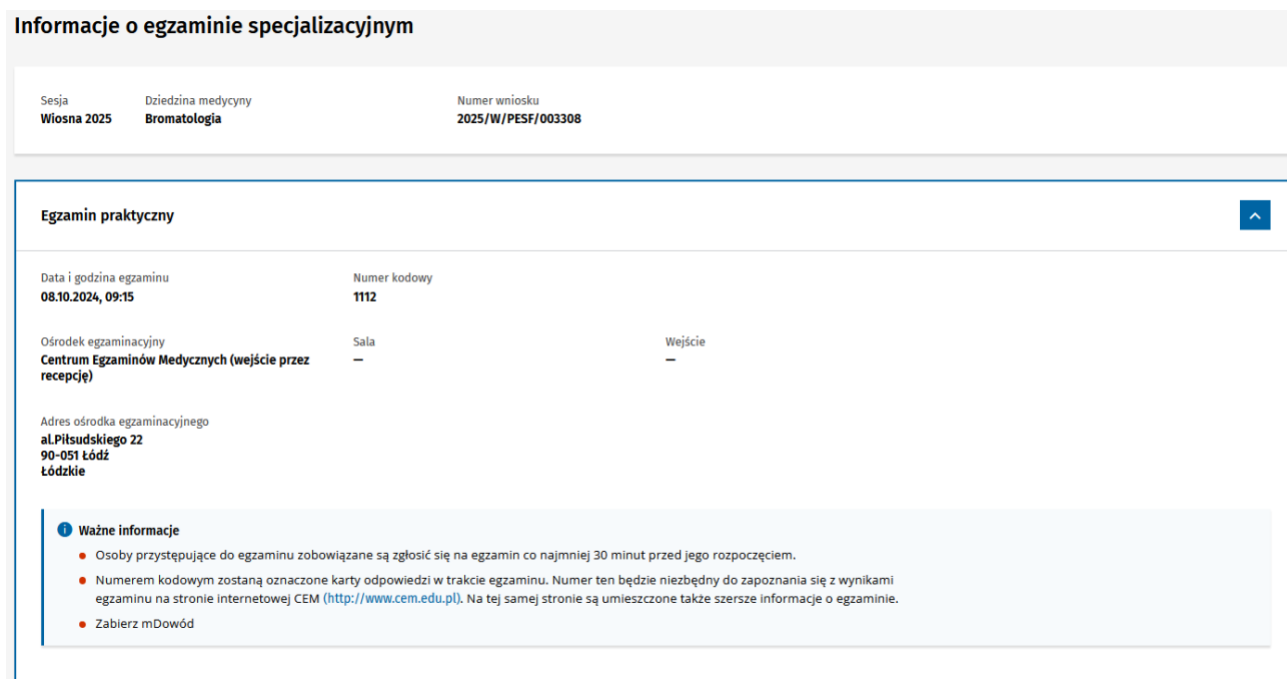 Informacje o egzaminie specjalizacyjnym
Sesja
Dziedzina medycyny
Numer wniosku
Wiosna 2025
Bromatologia
2025/W/PESF/003308
Egzamin praktyczny
Data i godzina egzaminu
Numer kodowy
08.10.2024, 09:15
1112
Ośrodek egzaminacyjny
Sala
Wejście
Centrum Egzaminów Medycznych (wejście przez
recepcję)
—
—
Adres ośrodka egzaminacyjnego
al.Piłsudskiego 22
90-051 Łódź
Łódzkie
Ważne informacje
Osoby przystępujące do egzaminu zobowiązane są zgłosić się na egzamin co najmniej 30 minut przed jego rozpoczęciem.
Numerem kodowym zostaną oznaczone karty odpowiedzi w trakcie egzaminu. Numer ten będzie niezbędny do zapoznania się z wynikami
egzaminu na stronie internetowej CEM (http://www.cem.edu.pl). Na tej samej stronie są umieszczone także szersze informacje o egzaminie.
Zabierz mDowód